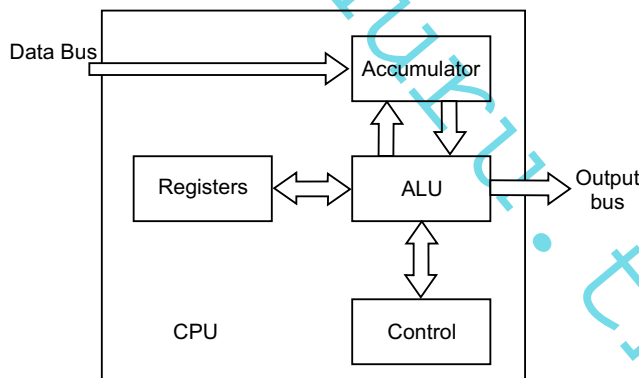 Data Bus
Accumulator
Registers
ALU
Output
bus
CPU
Control